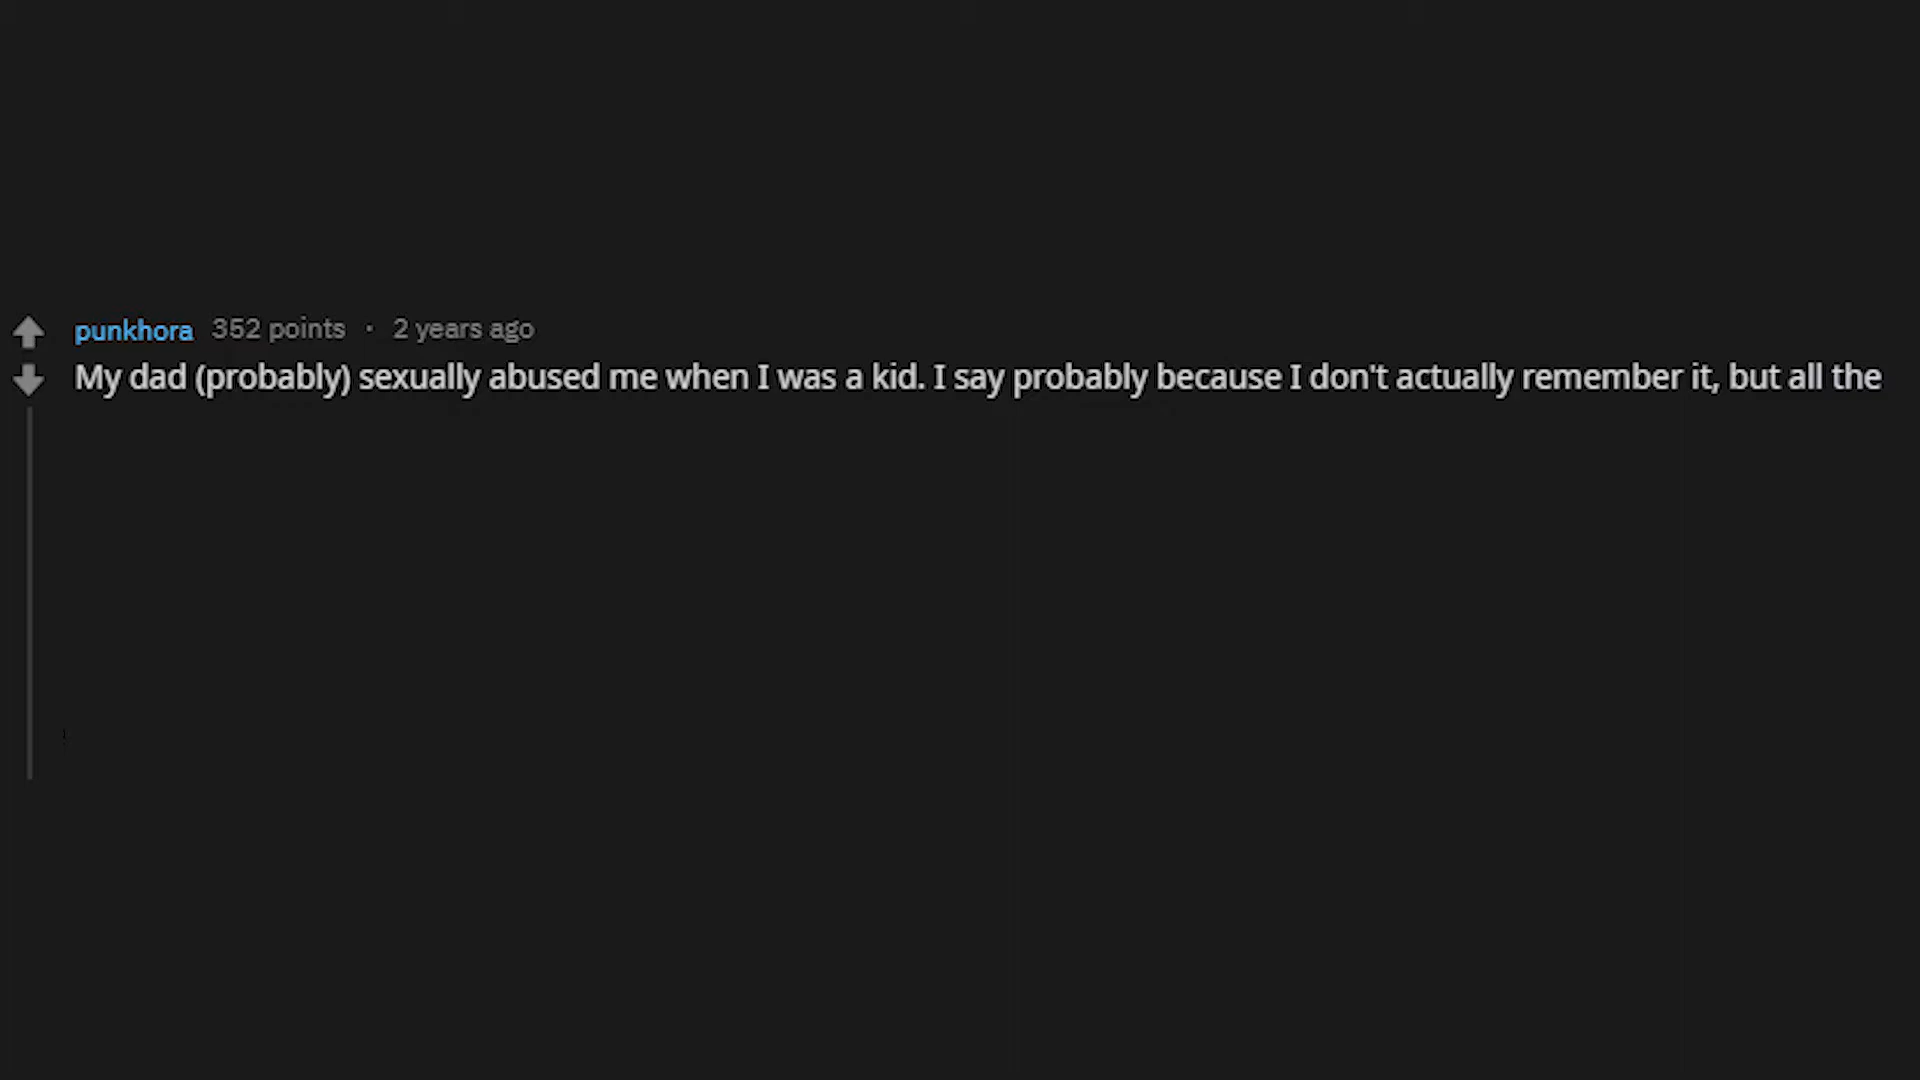 punkhora 352 points · 2 years ago
My dad (probably) sexually abused me when I was a kid. I say probably because I don't actually remember it, but all the